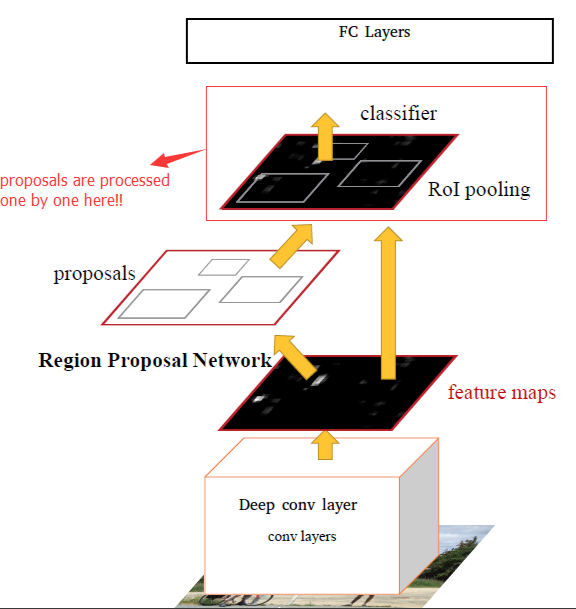 FC Layers
classifier
proposals are processed
one by one here!!
RoI pooling
proposals
Region Proposal Network
feature maps
Deep conv layer
conv layers